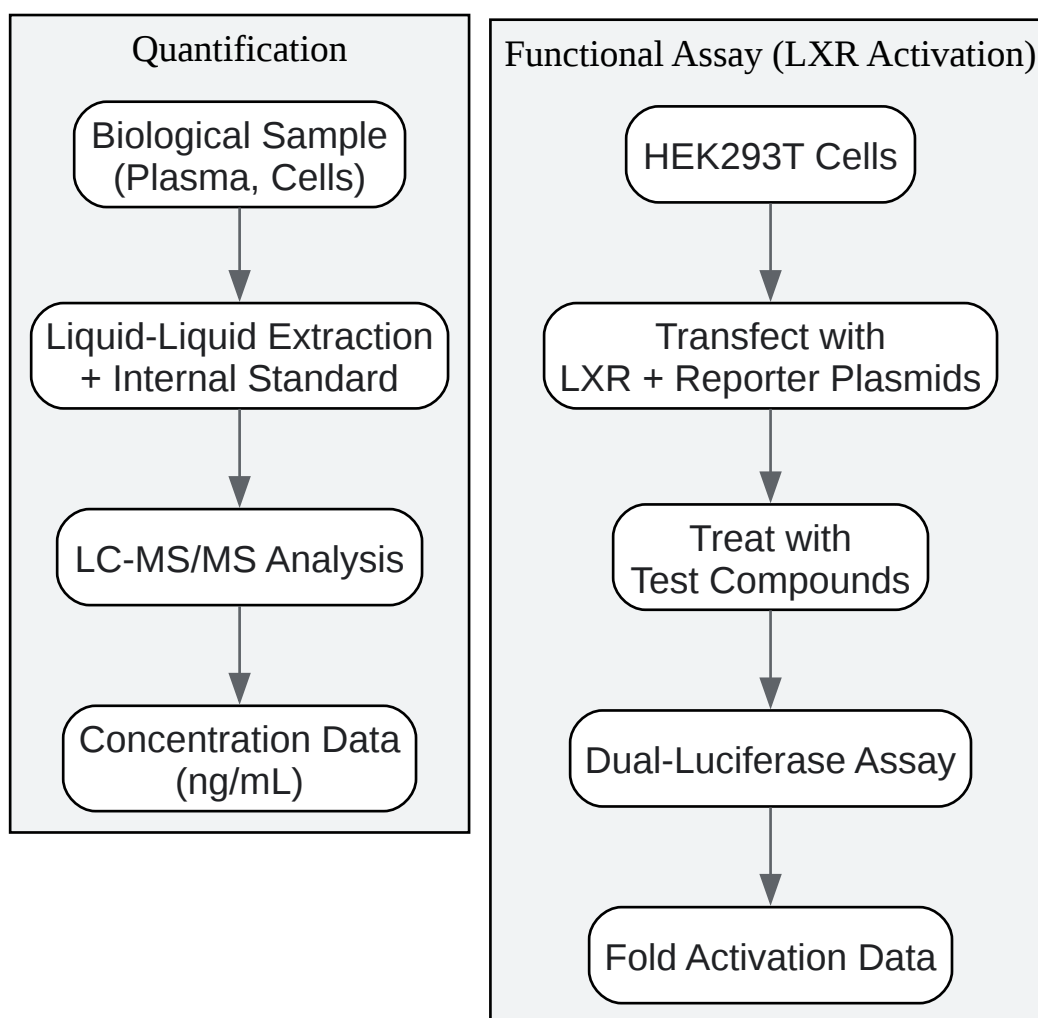 Quantification
Biological Sample
(Plasma, Cells)
Liquid-Liquid Extraction
+ Internal Standard
LC-MS/MS Analysis
Concentration Data
(ng/mL)
Functional Assay (LXR Activation)
HEK293T Cells
Transfect with
LXR + Reporter Plasmids
Treat with
Test Compounds
Dual-Luciferase Assay
Fold Activation Data